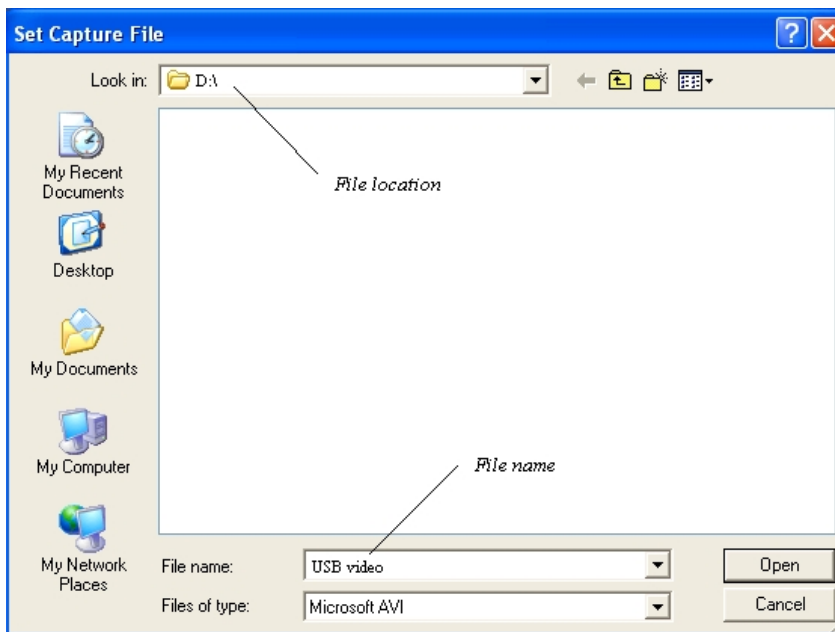 Set Capture File
Look in: D:\
My Recent
Documents
File location
Desktop
My Documents
My Computer
File name
My Network
Places
File name: USB video Open
Files of type: Microsoft AVI Cancel